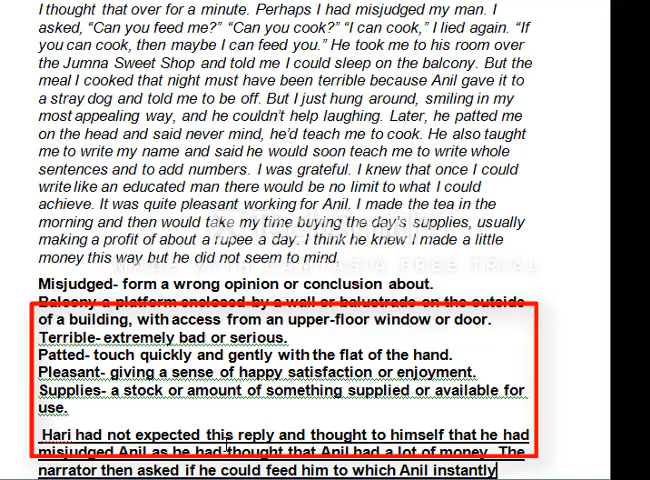 I thought that over for a minute. Perhaps I had misjudged my man. I
asked, “Can you feed me?” “Can you cook?” “I can cook,” I lied again. “If
you can cook, then maybe I can feed you.” He took me to his room over
the Jumna Sweet Shop and told me I could sleep on the balcony. But the
meal I cooked that night must have been terrible because Anil gave it to
a stray dog and told me to be off. But I just hung around, smiling in my
most appealing way, and he couldn’t help laughing. Later, he patted me
on the head and said never mind, he’d teach me to cook. He also taught
me to write my name and said he would soon teach me to write whole
sentences and to add numbers. I was grateful. I knew that once I could
write like an educated man there would be no limit to what I could
achieve. It was quite pleasant working for Anil. I made the tea in the
morning and then would take my time buying the day’s supplies, usually
making a profit of about a rupee a day. I think he knew I made a little
money this way but he did not seem to mind.
MADE WITH CAMTASIA FREE TRIAL
Misjudged- form a wrong opinion or conclusion about.
Balcony-a platform enclosed by a wall or balustrade on the outside
of a building, with access from an upper-floor window or door.
Terrible- extremely bad or serious.
Patted- touch quickly and gently with the flat of the hand.
Pleasant- giving a sense of happy satisfaction or enjoyment.
Supplies- a stock or amount of something supplied or available for
use.
Hari had not expected this reply and thought to himself that he had
misjudged Anil as he had thought that Anil had a lot of money. The
narrator then asked if he could feed him to which Anil instantly